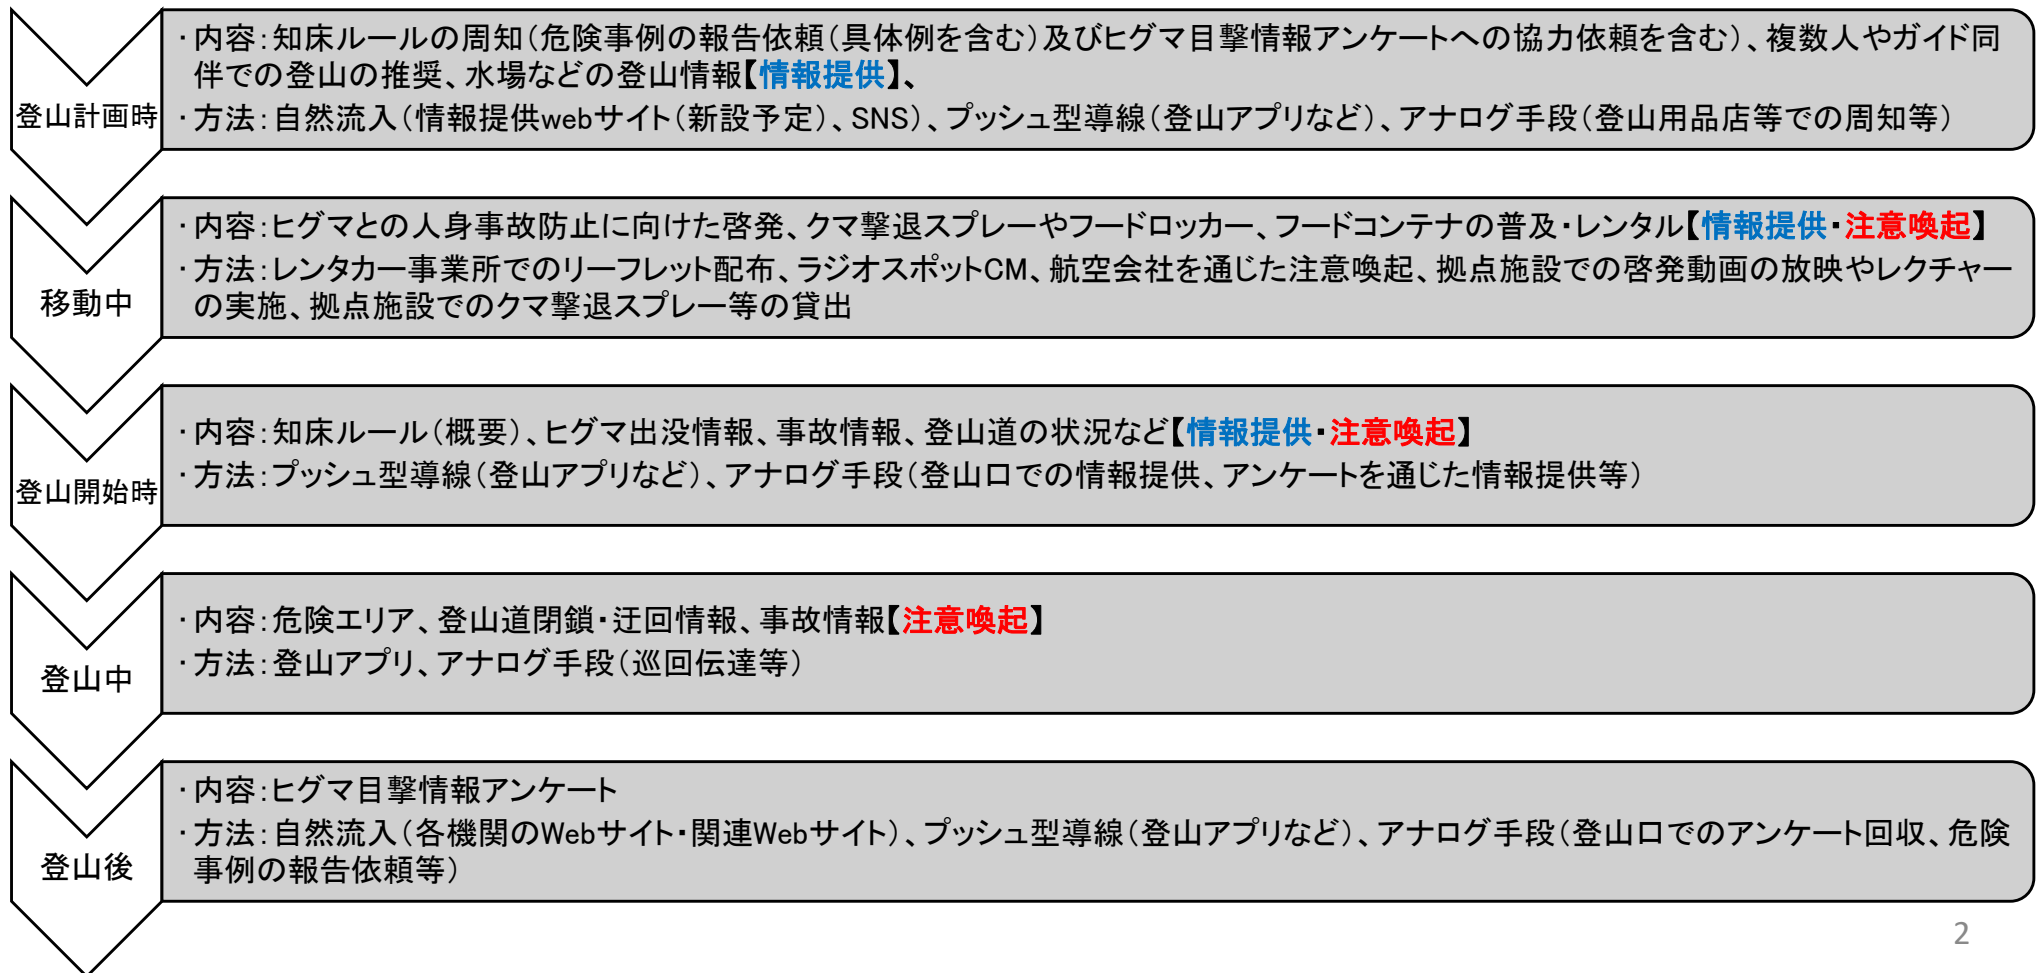 登山計画時
・内容：知床ルールの周知（危険事例の報告依頼（具体例を含む）及びヒグマ目撃情報アンケートへの協力依頼を含む）、複数人やガイド同
伴での登山の推奨、水場などの登山情報【情報提供】、
・方法：自然流入（情報提供webサイト（新設予定）、SNS）、プッシュ型導線（登山アプリなど）、アナログ手段（登山用品店等での周知等）
移動中
・内容：ヒグマとの人身事故防止に向けた啓発、クマ撃退スプレーやフードロッカー、フードコンテナの普及・レンタル【情報提供・注意喚起】
・方法：レンタカー事業所でのリーフレット配布、ラジオスポットCM、航空会社を通じた注意喚起、拠点施設での啓発動画の放映やレクチャー
の実施、拠点施設でのクマ撃退スプレー等の貸出
登山開始時
・内容：知床ルール（概要）、ヒグマ出没情報、事故情報、登山道の状況など【情報提供・注意喚起】
・方法：プッシュ型導線（登山アプリなど）、アナログ手段（登山口での情報提供、アンケートを通じた情報提供等）
登山中
・内容：危険エリア、登山道閉鎖・迂回情報、事故情報【注意喚起】
・方法：登山アプリ、アナログ手段（巡回伝達等）
登山後
・内容：ヒグマ目撃情報アンケート
・方法：自然流入（各機関のWebサイト・関連Webサイト）、プッシュ型導線（登山アプリなど）、アナログ手段（登山口でのアンケート回収、危険
事例の報告依頼等）
2